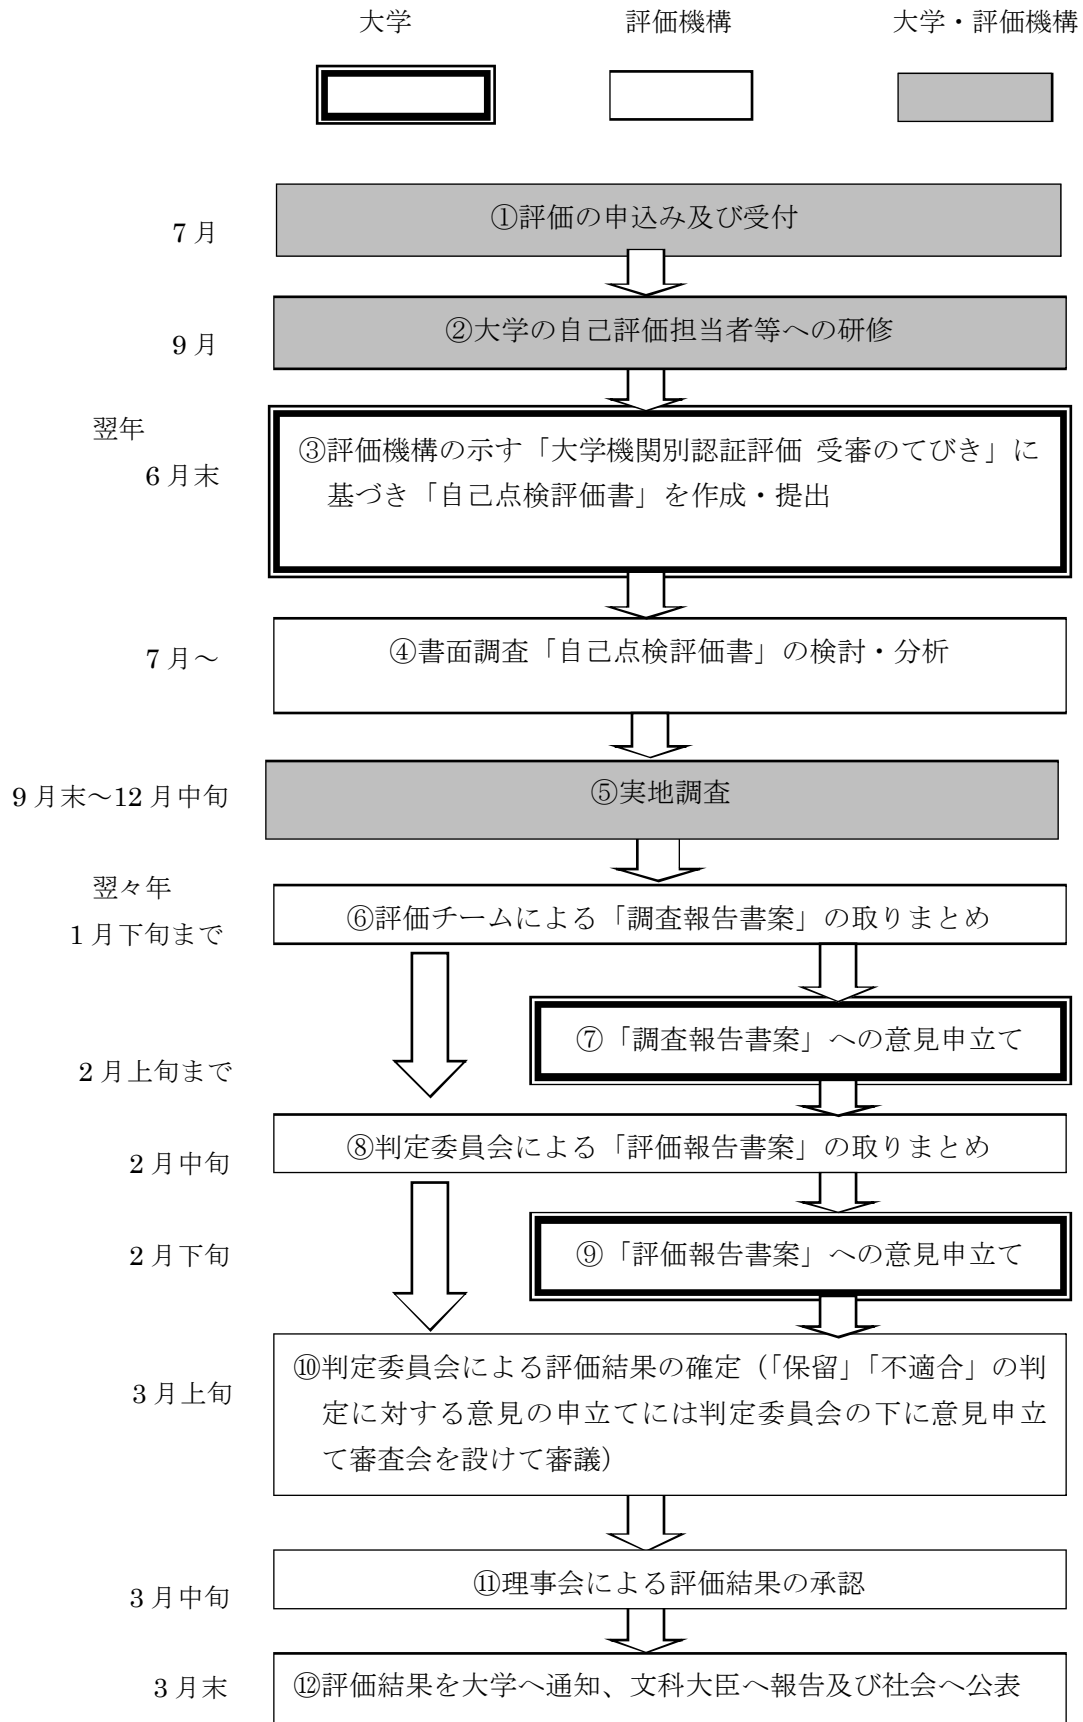 大学
評価機構
大学・評価機構
7月
①評価の申込み及び受付
9月
②大学の自己評価担当者等への研修
翌年
6月末
③評価機構の示す「大学機関別認証評価 受審のてびき」に
基づき「自己点検評価書」を作成・提出
7月～
④書面調査「自己点検評価書」の検討・分析
9月末～12月中旬
⑤実地調査
翌々年
1月下旬まで
⑥評価チームによる「調査報告書案」の取りまとめ
⑦「調査報告書案」への意見申立て
2月上旬まで
2月中旬
⑧判定委員会による「評価報告書案」の取りまとめ
2月下旬
⑨「評価報告書案」への意見申立て
3月上旬
⑩判定委員会による評価結果の確定（「保留」「不適合」の判
定に対する意見の申立てには判定委員会の下に意見申立
て審査会を設けて審議）
3月中旬
⑪理事会による評価結果の承認
3月末
⑫評価結果を大学へ通知、文科大臣へ報告及び社会へ公表